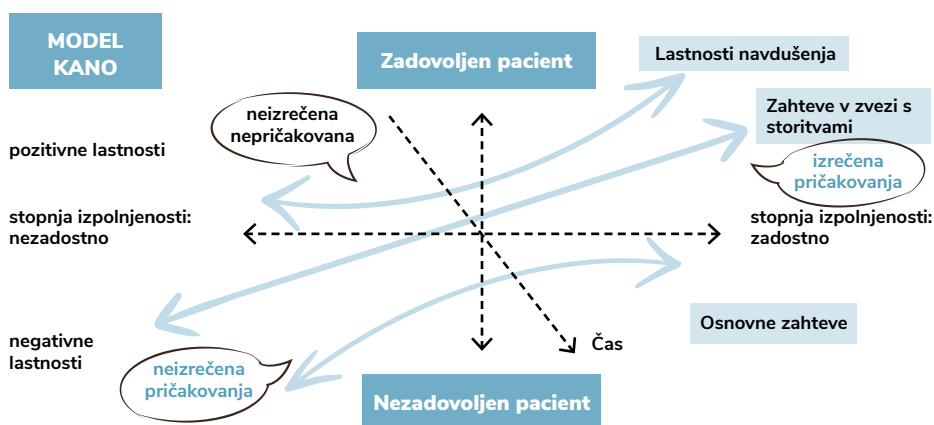 MODEL
KANO
Zadovoljen pacient
Lastnosti navdušenja
Zahteve v zvezi s
storitvami
neizrečena
nepričakovana
pozitivne lastnosti
izrečena
pričakovanja
stopnja izpolnjenosti:
nezadostno
stopnja izpolnjenosti:
zadostno
Osnovne zahteve
Čas
negativne
lastnosti
neizrečena
pričakovanja
Nezadovoljen pacient